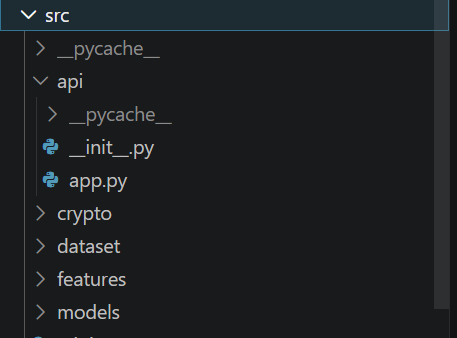 src
__pycache__
api
__pycache__
__init__.py
app.py
crypto
dataset
features
models